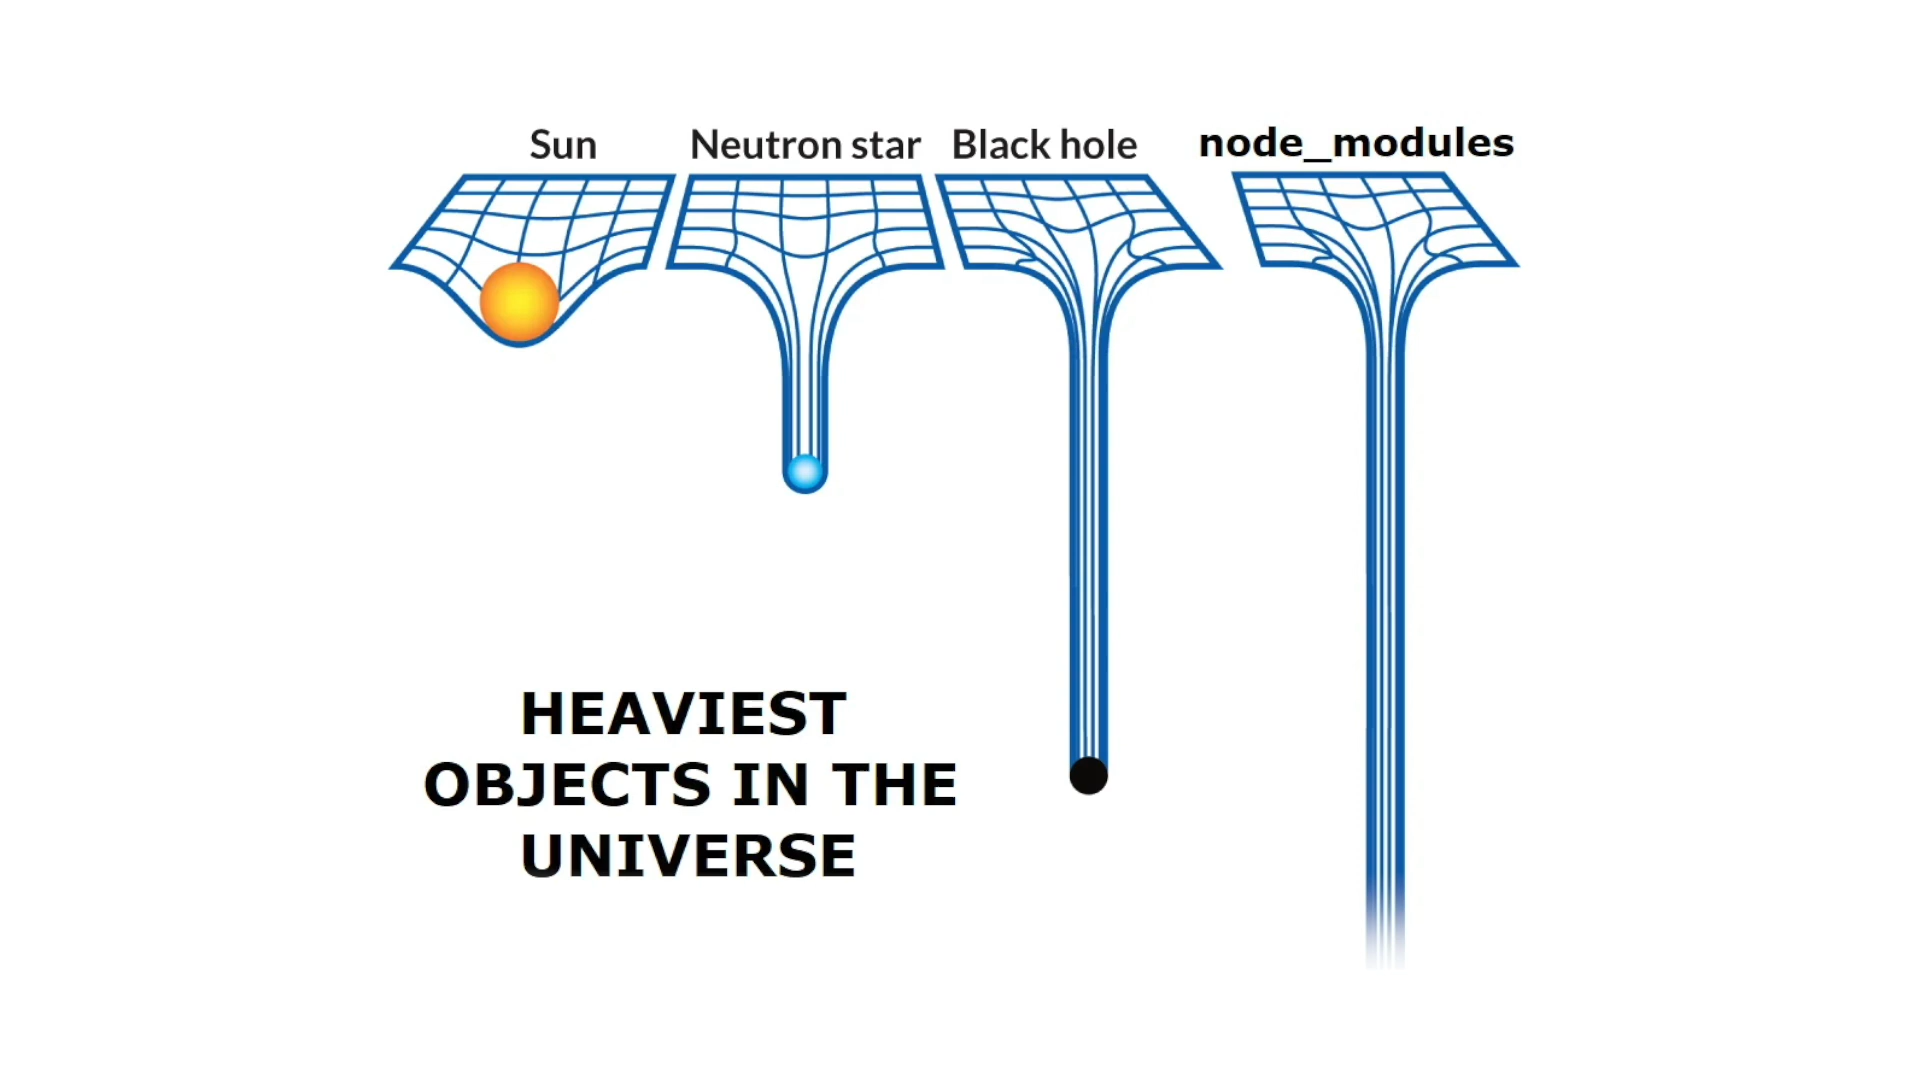 Sun
Neutron star
Black hole
node_modules
HEAVIEST
OBJECTS IN THE
UNIVERSE